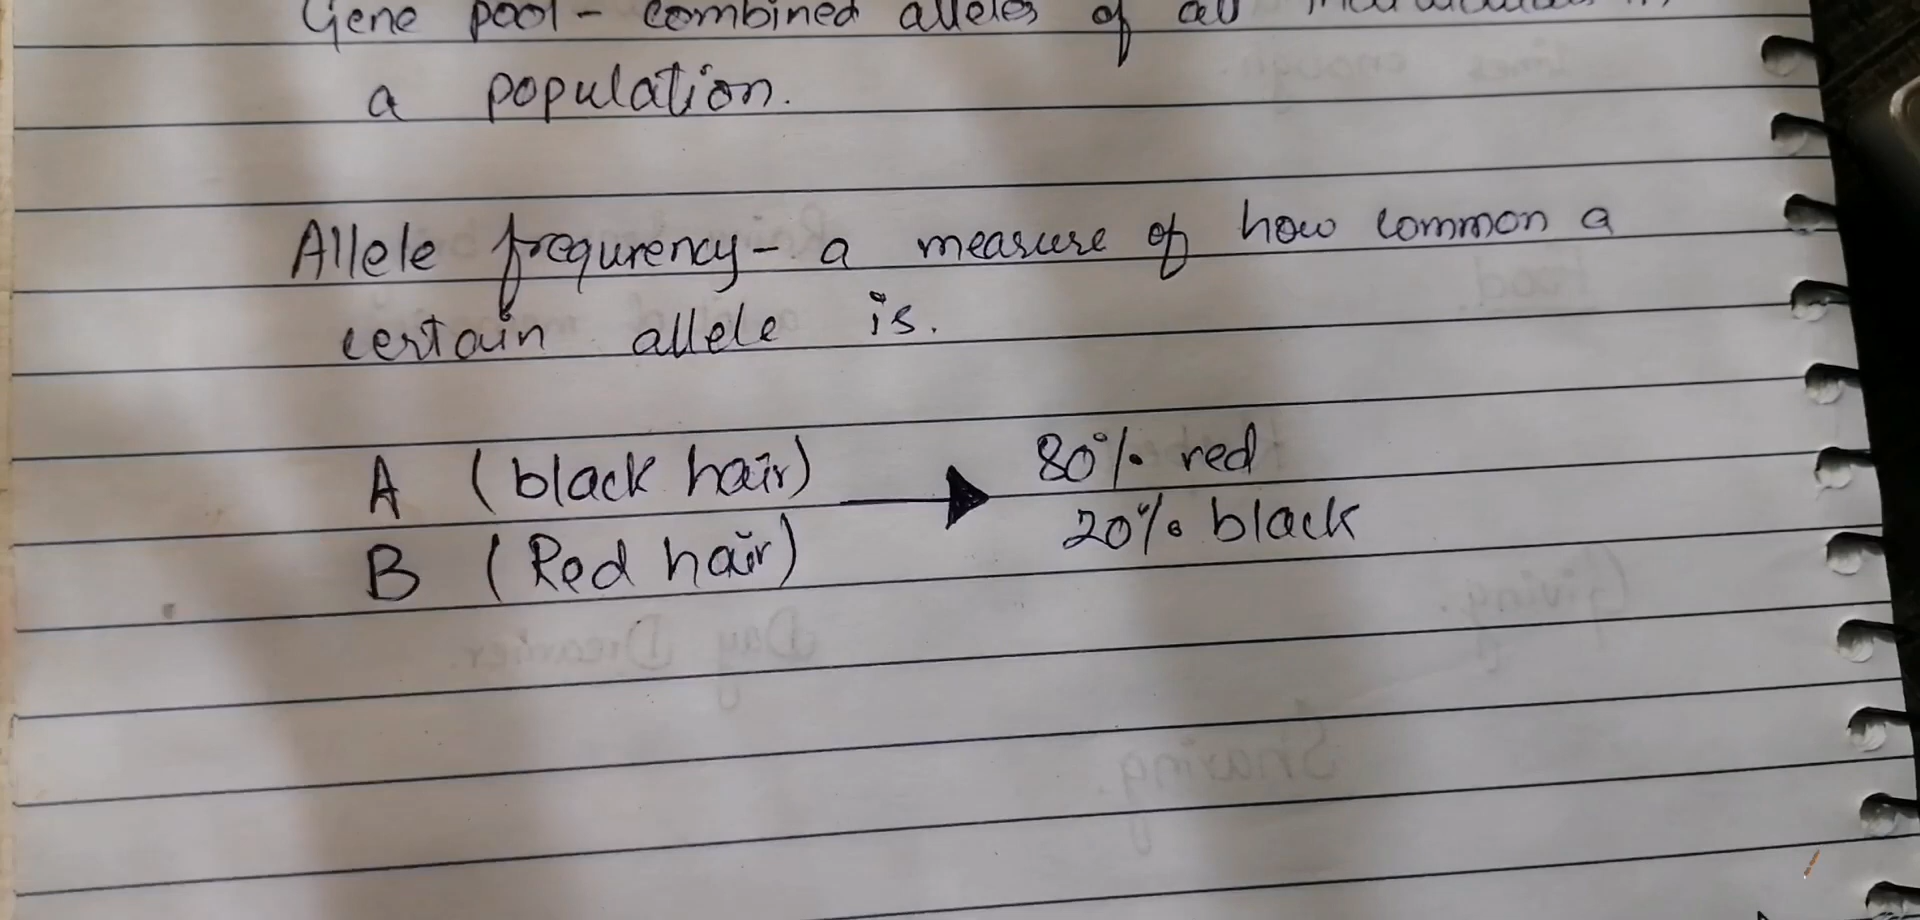 Gene pool - combined alleles of all
a population.
Allele frequrency - a measure of how common a
certain allele is.
A (black hair) → 80% red
20% black
B (Red hair)